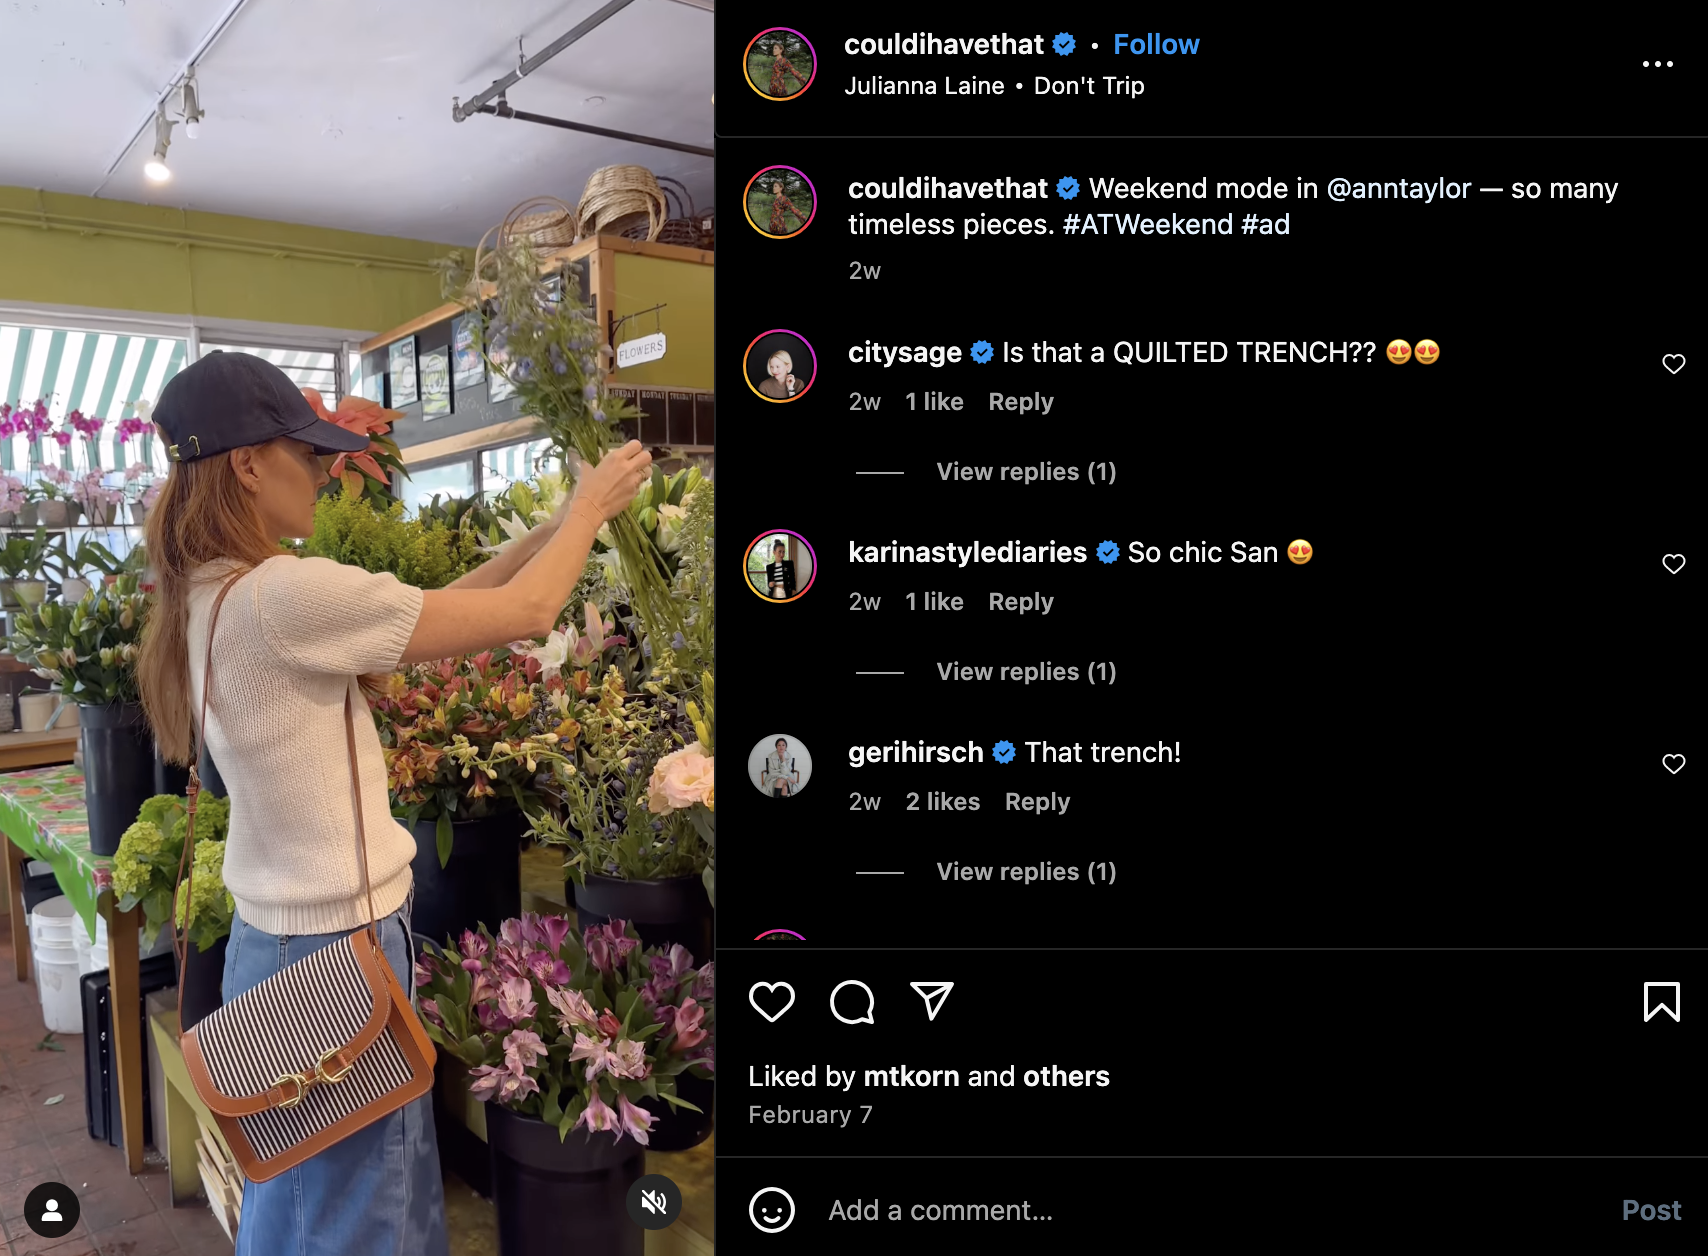 FLOWERS
SUNDAY MONDAY TUESDAY
couldihavethat • Follow
Julianna Laine • Don't Trip
couldihavethat Weekend mode in @anntaylor — so many
timeless pieces. #ATWeekend #ad
2w
citysage Is that a QUILTED TRENCH?? 😍😍
2w 1 like Reply
View replies (1)
karinastylediaries So chic San 😍
2w 1 like Reply
View replies (1)
gerihirsch That trench!
2w 2 likes Reply
View replies (1)
Liked by mtkorn and others
February 7
Add a comment...
Post